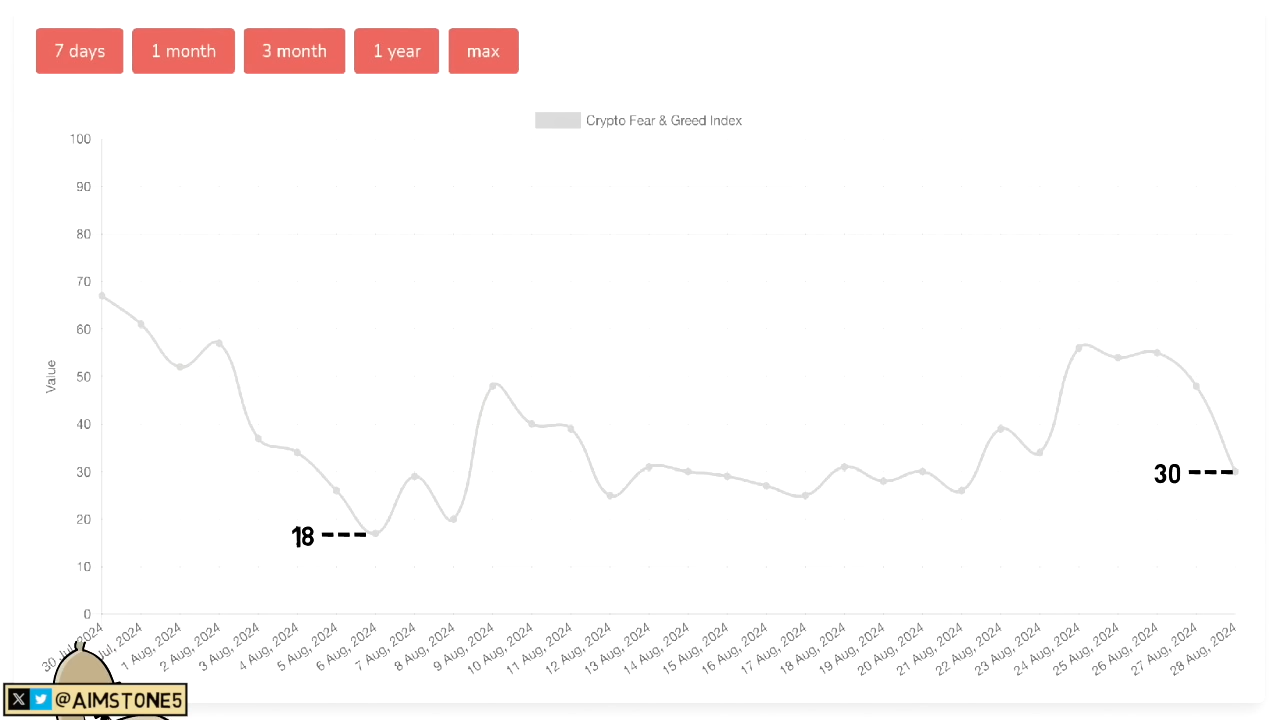 7 days 1 month 3 month 1 year max
Crypto Fear & Greed Index
100
90
80
70
60
50
40
30
20
10
0
Value
18
30
30 Jul, 2024
Jul, 2024
1 Aug, 2024
2 Aug, 2024
3 Aug, 2024
4 Aug, 2024
5 Aug, 2024
6 Aug, 2024
7 Aug, 2024
8 Aug, 2024
9 Aug, 2024
10 Aug, 2024
11 Aug, 2024
12 Aug, 2024
13 Aug, 2024
14 Aug, 2024
15 Aug, 2024
16 Aug, 2024
17 Aug, 2024
18 Aug, 2024
19 Aug, 2024
20 Aug, 2024
21 Aug, 2024
22 Aug, 2024
23 Aug, 2024
24 Aug, 2024
25 Aug, 2024
26 Aug, 2024
27 Aug, 2024
28 Aug, 2024
@AIMSTONE5